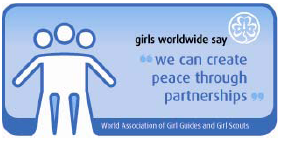 girls worldwide say
“we can create
peace through
partnerships”
World Association of Girl Guides and Girl Scouts